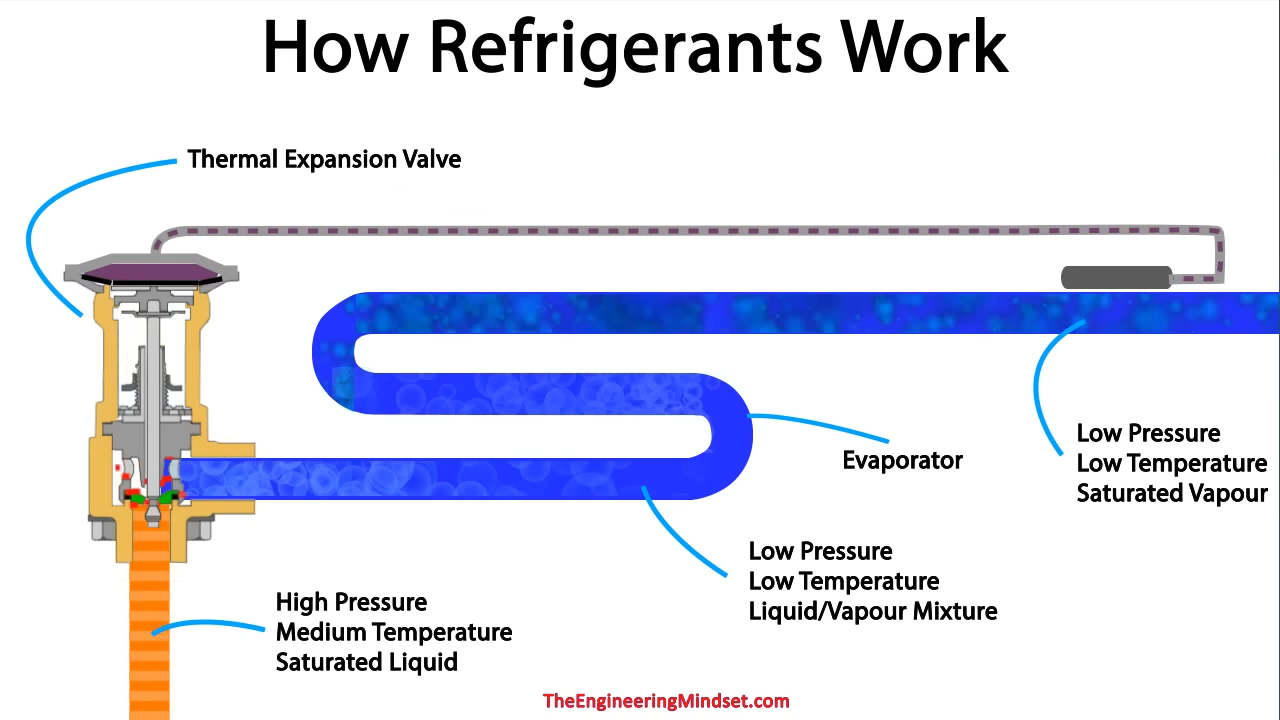 How Refrigerants Work
Thermal Expansion Valve
Evaporator
Low Pressure
Low Temperature
Saturated Vapour
Low Pressure
Low Temperature
Liquid/Vapour Mixture
High Pressure
Medium Temperature
Saturated Liquid
TheEngineeringMindset.com